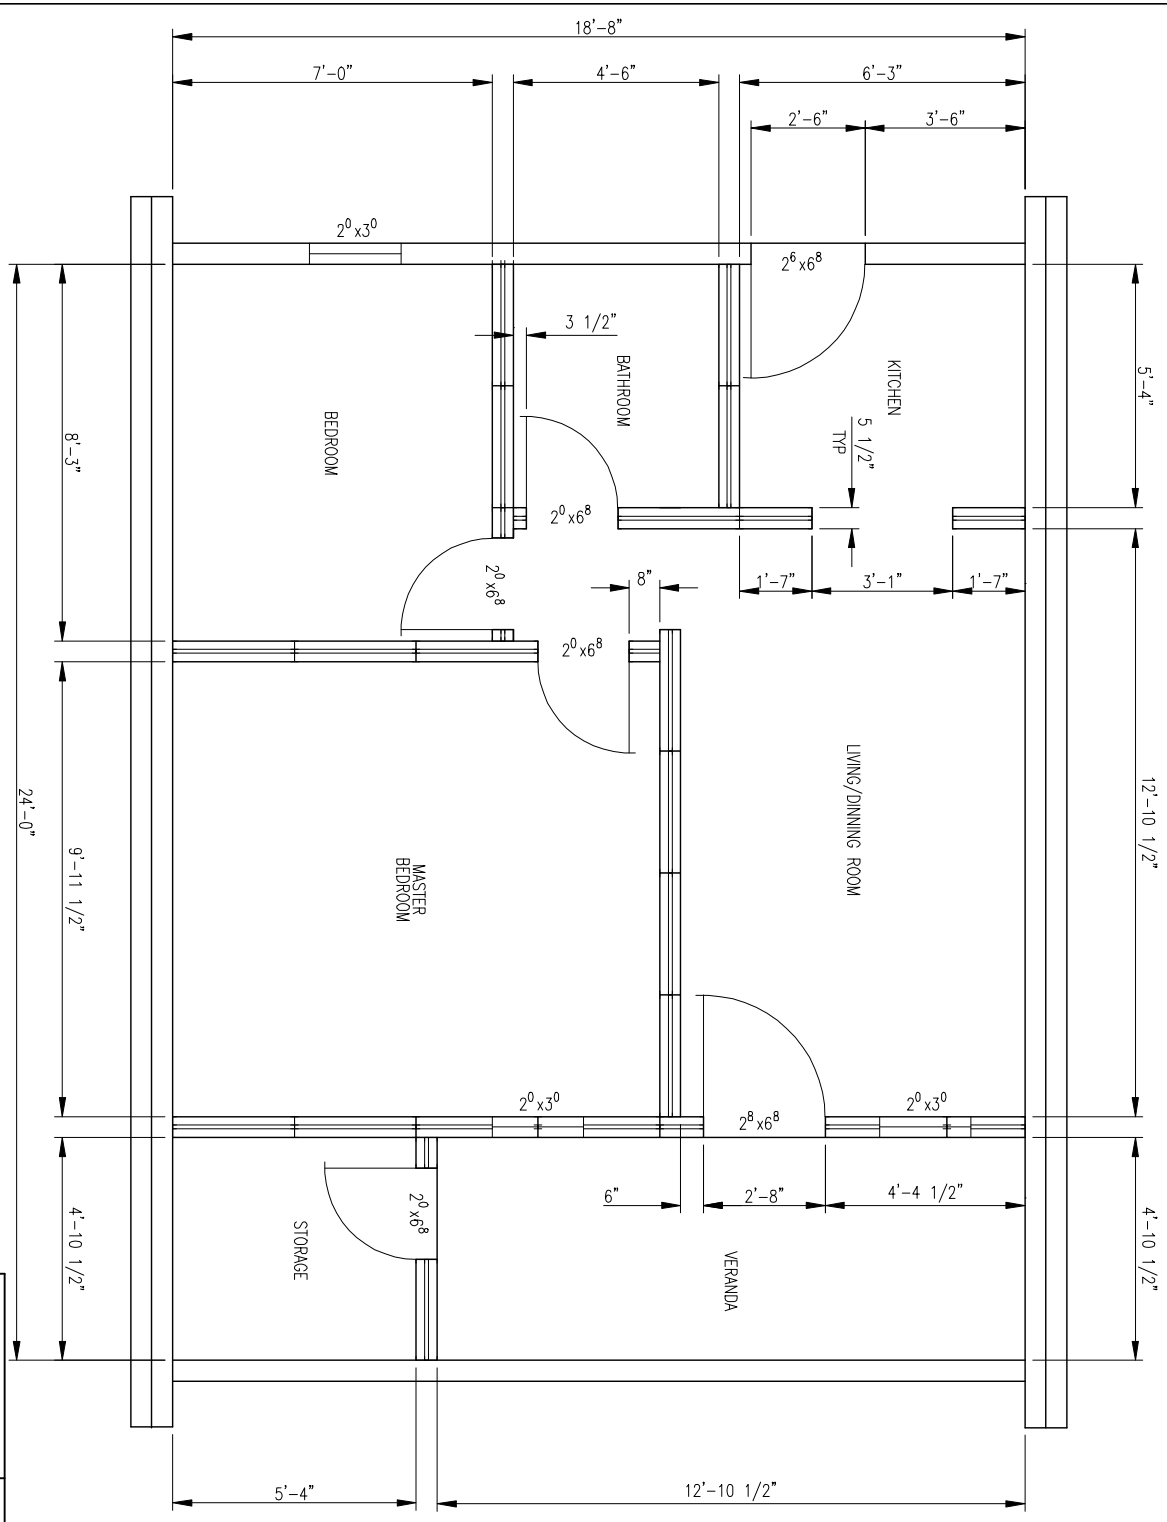 18'-8"
7'-0"
4'-6"
6'-3"
2'-6"
3'-6"
2⁰x3⁰
2⁶x6⁸
3 1/2"
BATHROOM
KITCHEN
5'-4"
BEDROOM
5 1/2"
TYP
8'-3"
2⁰x6⁸
2⁰x6⁸
8"
1'-7"
3'-1"
1'-7"
2⁰x6⁸
LIVING/DINNING ROOM
12'-10 1/2"
24'-0"
9'-11 1/2"
MASTER
BEDROOM
2⁰x3⁰
2⁸x6⁸
2⁰x3⁰
6"
2'-8"
4'-4 1/2"
2⁰x6⁸
4'-10 1/2"
STORAGE
VERANDA
4'-10 1/2"
5'-4"
12'-10 1/2"